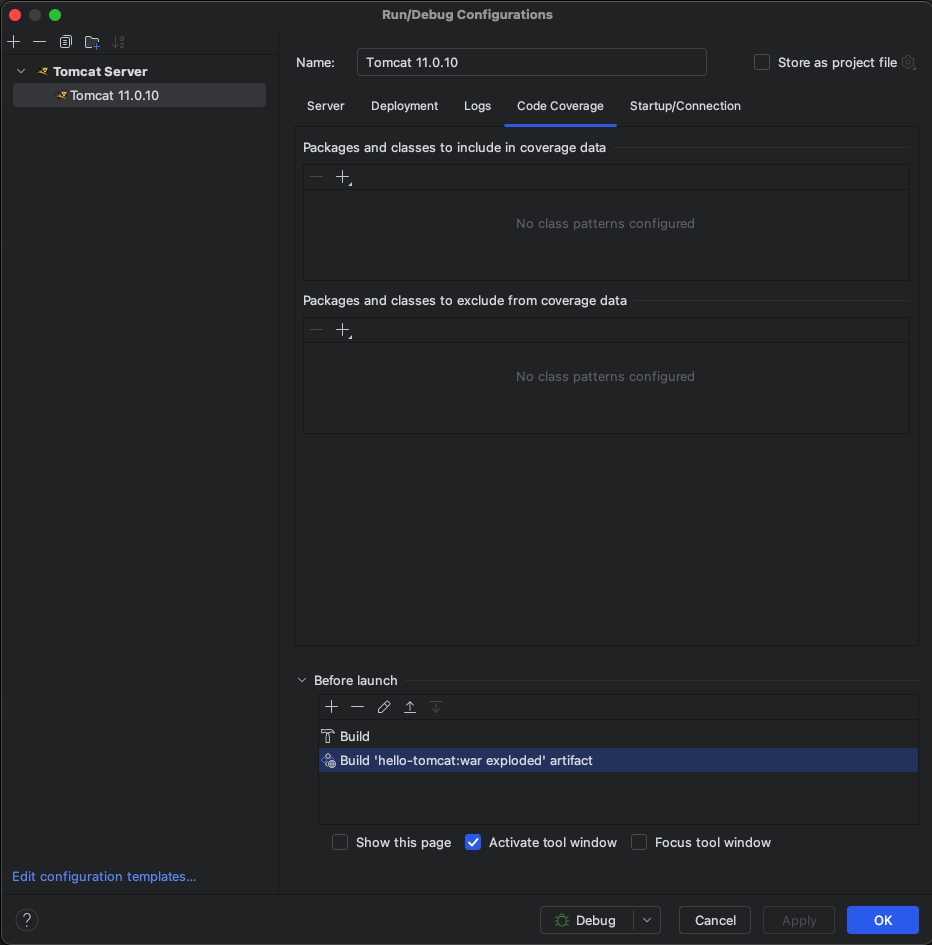 Run/Debug Configurations
Tomcat Server
Tomcat 11.0.10
Name: Tomcat 11.0.10 Store as project file
Server Deployment Logs Code Coverage Startup/Connection
Packages and classes to include in coverage data
No class patterns configured
Packages and classes to exclude from coverage data
No class patterns configured
Before launch
Build
Build 'hello-tomcat:war exploded' artifact
Show this page Activate tool window Focus tool window
Edit configuration templates...
? Debug Cancel Apply OK